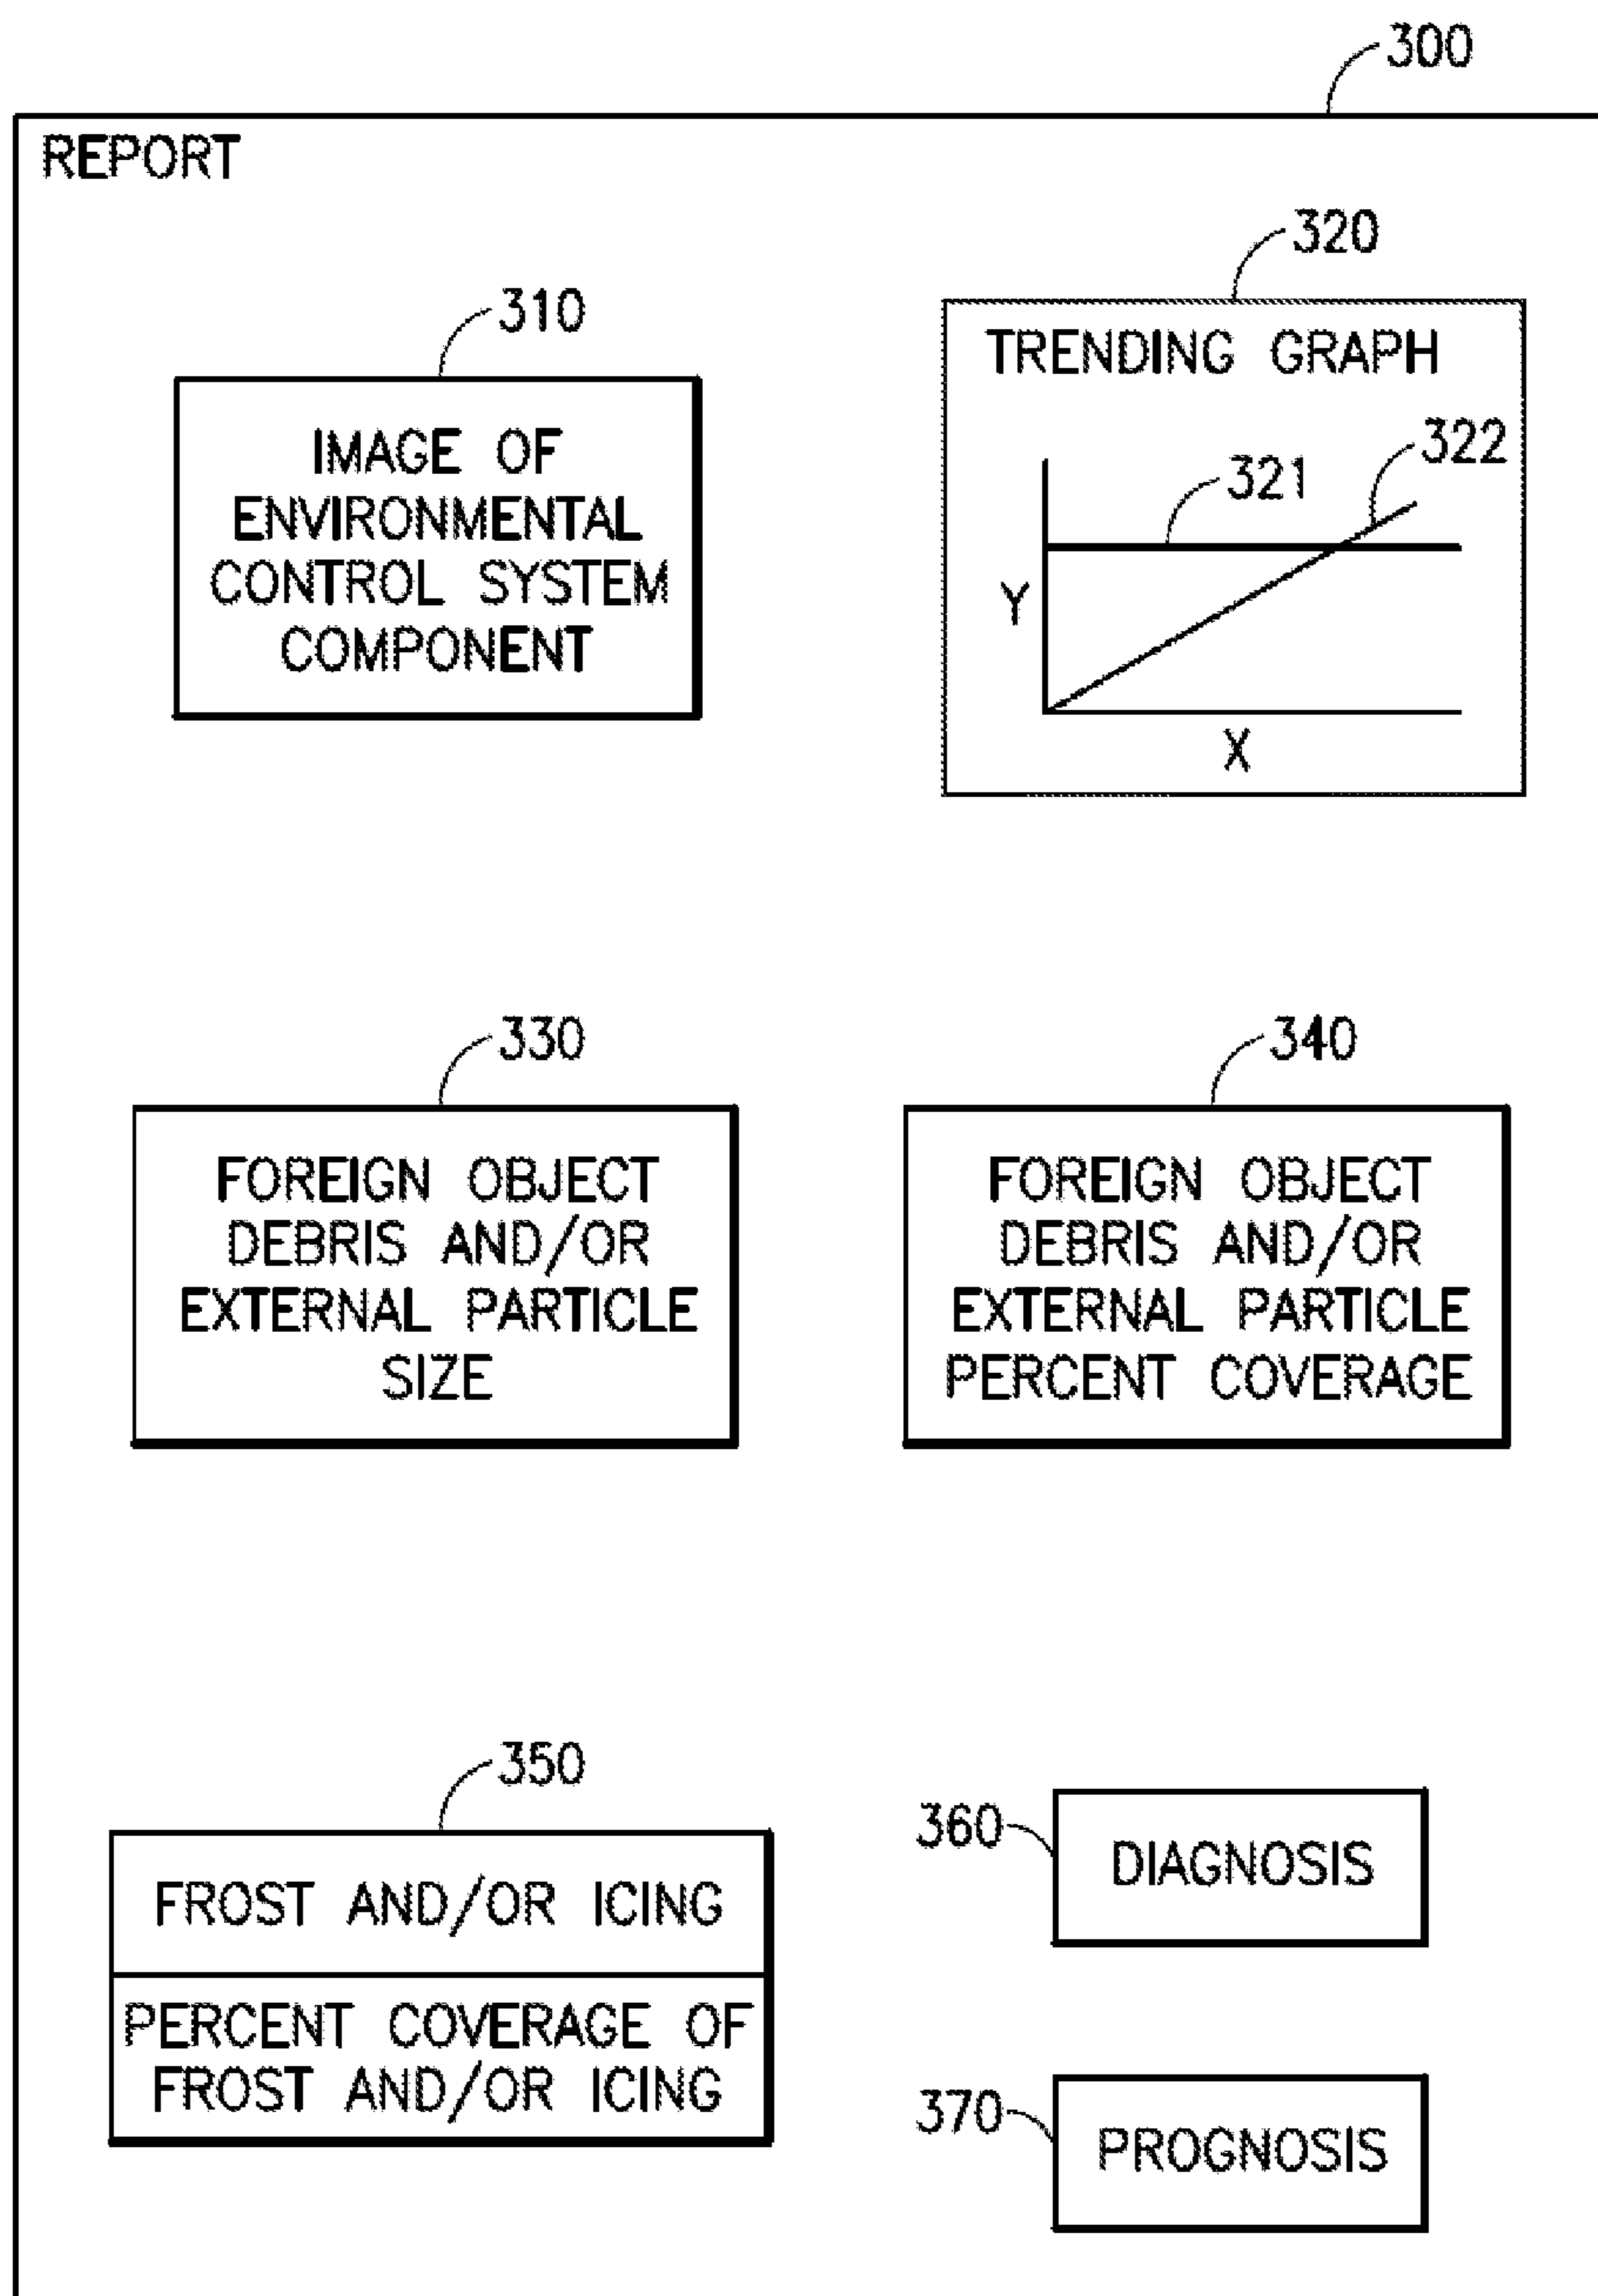 300
REPORT
320
310
TRENDING GRAPH
IMAGE OF
ENVIRONMENTAL
CONTROL SYSTEM
COMPONENT
322
321
Y
X
330
340
FOREIGN OBJECT
DEBRIS AND/OR
EXTERNAL PARTICLE
SIZE
FOREIGN OBJECT
DEBRIS AND/OR
EXTERNAL PARTICLE
PERCENT COVERAGE
350
FROST AND/OR ICING
PERCENT COVERAGE OF
FROST AND/OR ICING
360
DIAGNOSIS
370
PROGNOSIS